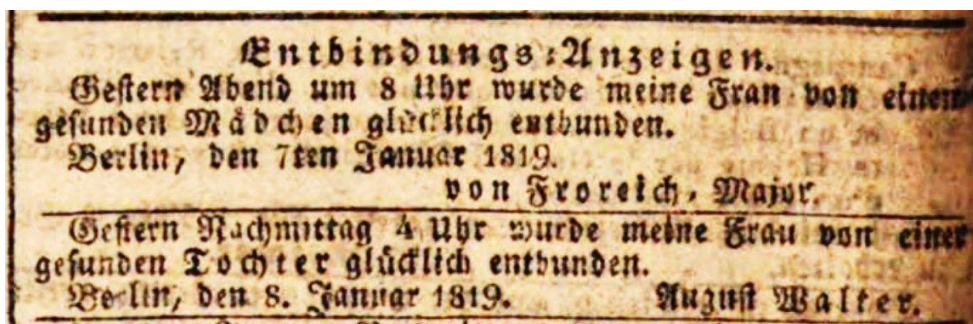 Entbindungs-Anzeigen.
Gestern Abend um 8 Uhr wurde meine Frau von einem
gesunden Mädchen glücklich entbunden.
Berlin, den 7ten Januar 1819.
von Froreich, Major.
Gestern Nachmittag 4 Uhr wurde meine Frau von einer
gesunden Tochter glücklich entbunden.
Berlin, den 8. Januar 1819. August Walter.